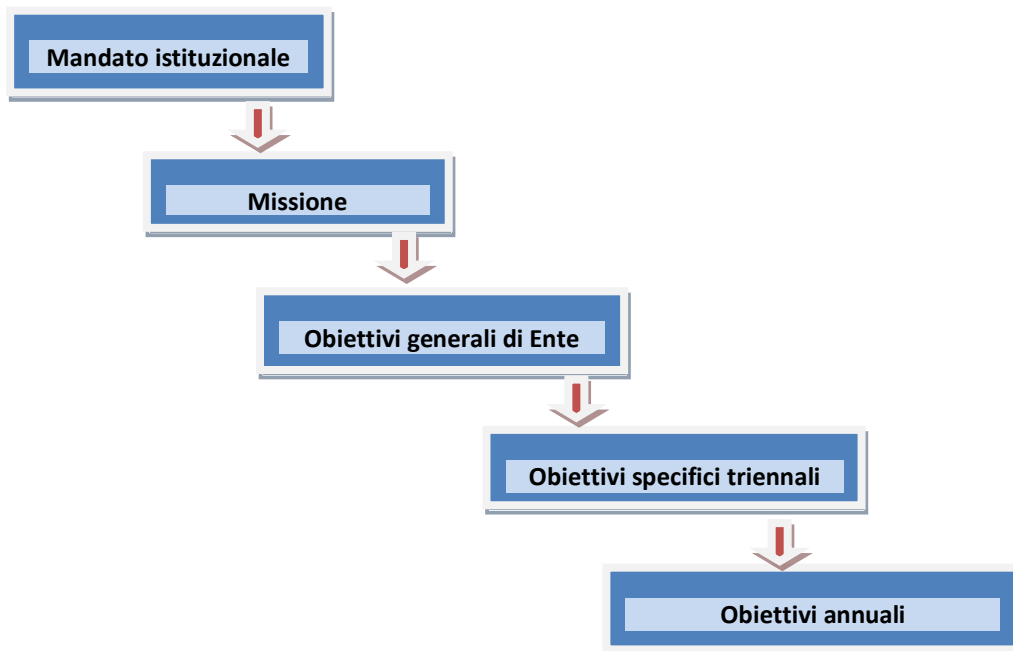 Mandato istituzionale
Missione
Obiettivi generali di Ente
Obiettivi specifici triennali
Obiettivi annuali